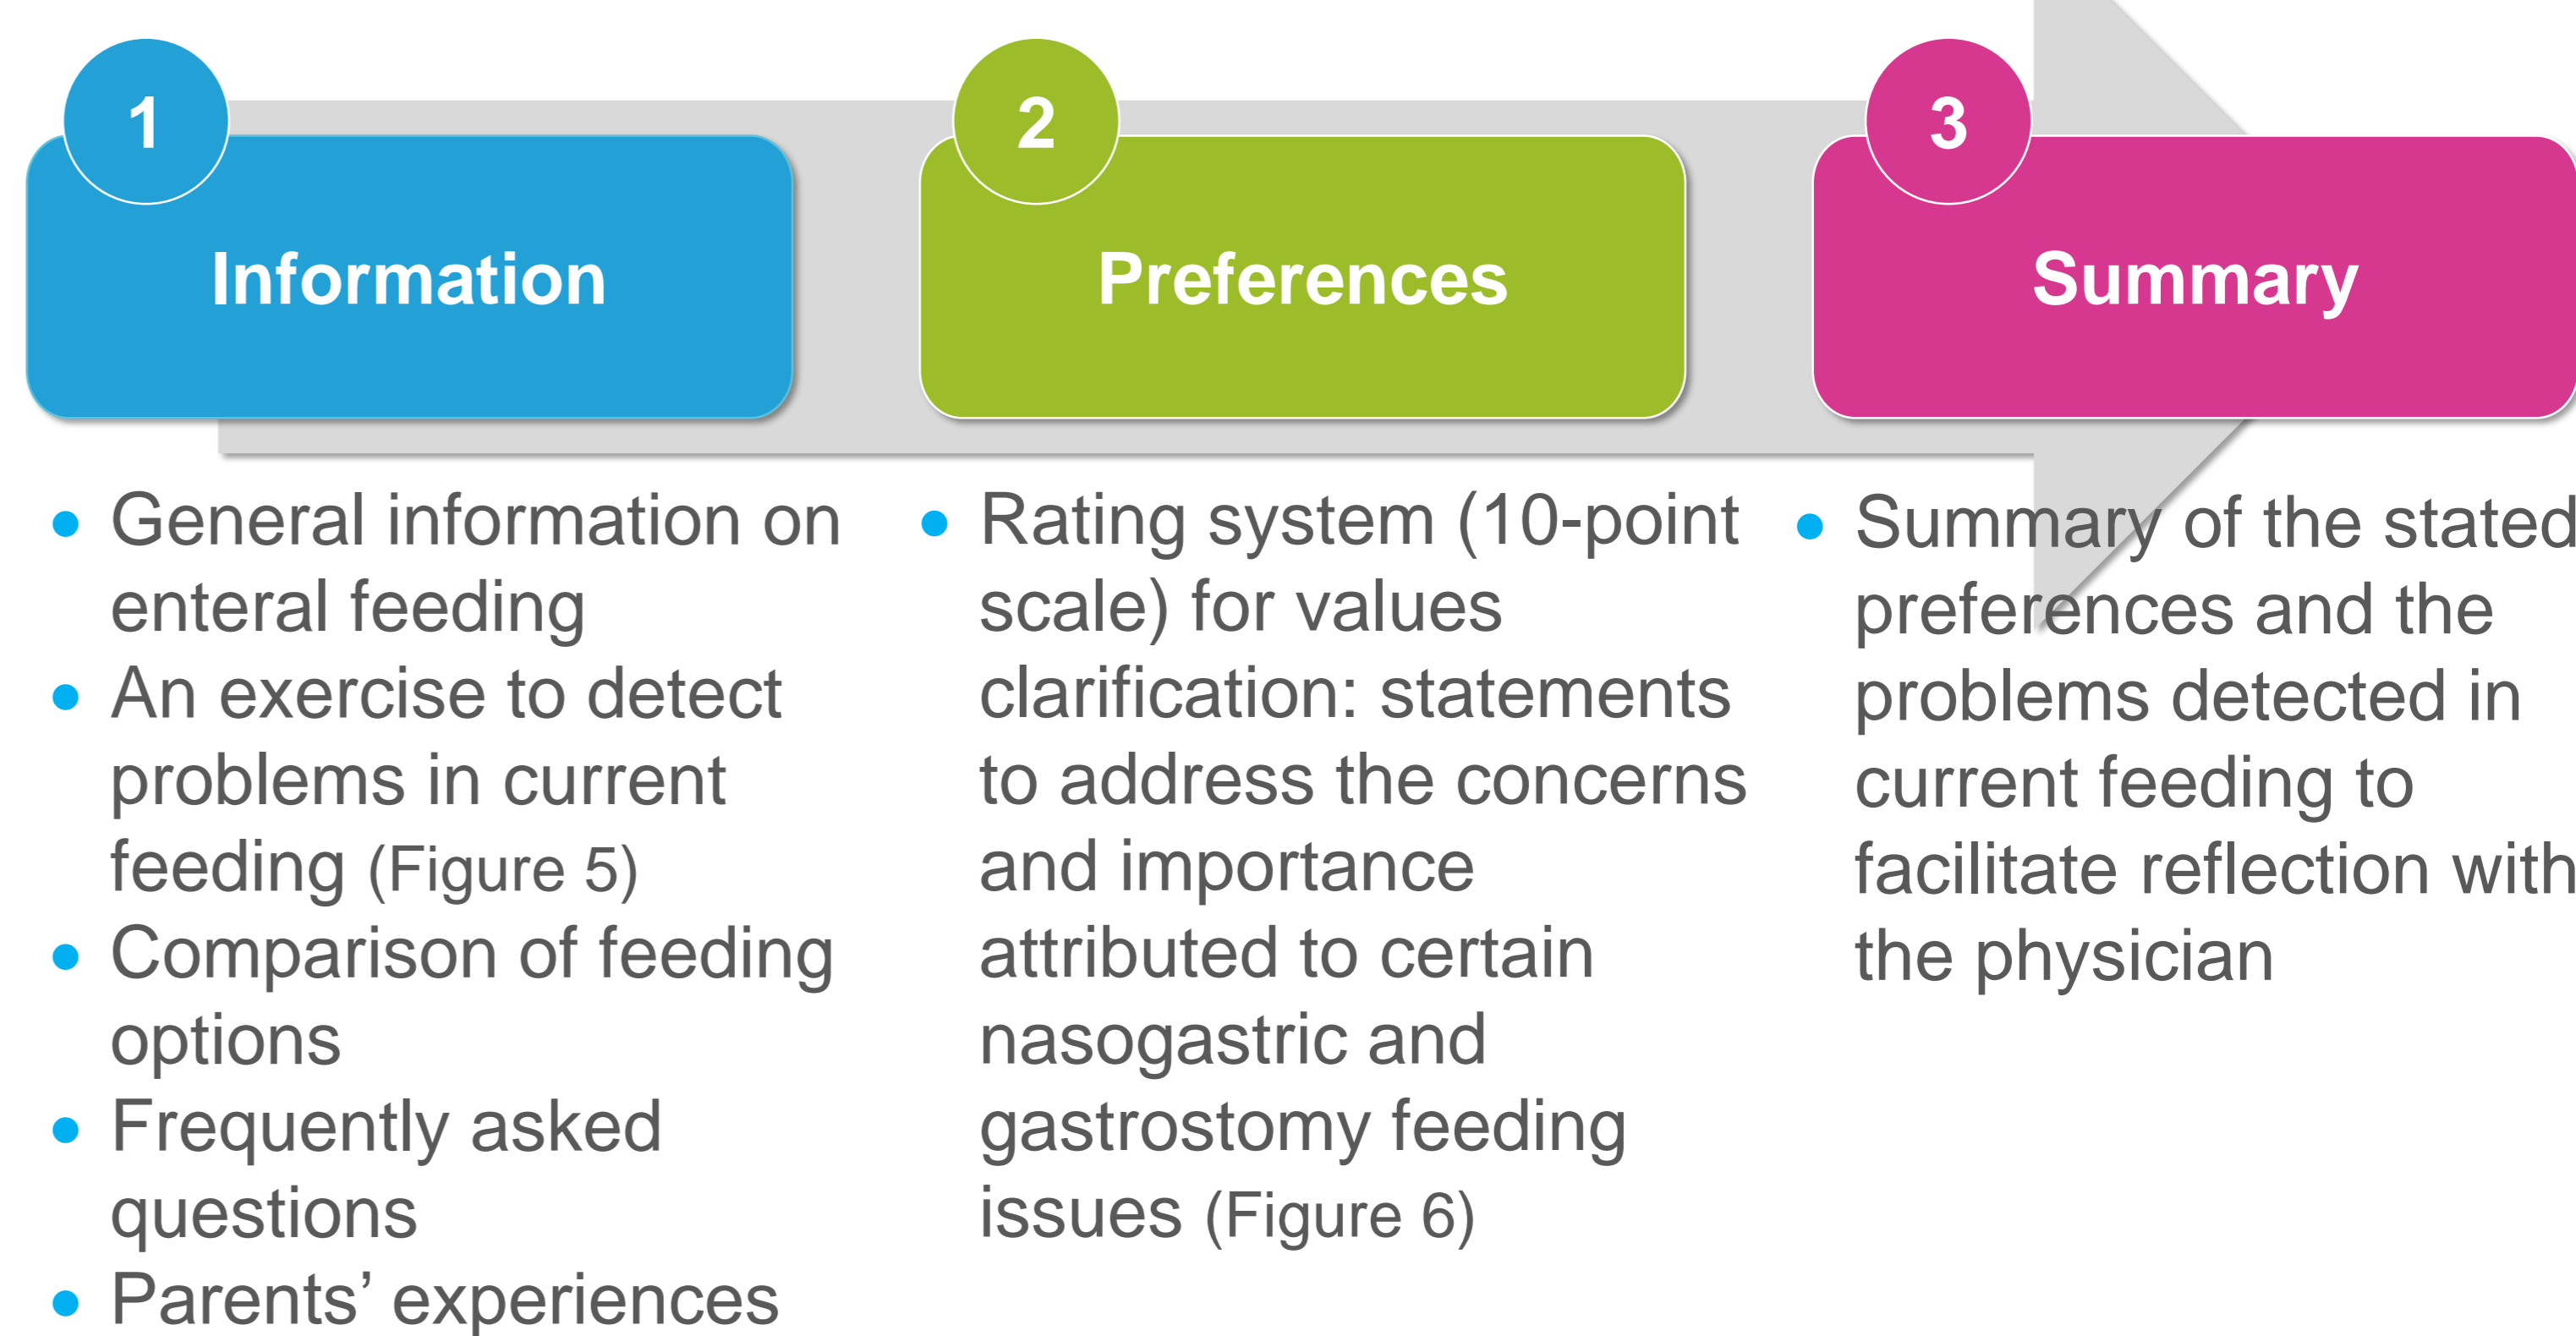 1
Information
• General information on
enteral feeding
• An exercise to detect
problems in current
feeding (Figure 5)
• Comparison of feeding
options
• Frequently asked
questions
• Parents’ experiences
2
Preferences
• Rating system (10-point
scale) for values
clarification: statements
to address the concerns
and importance
attributed to certain
nasogastric and
gastrostomy feeding
issues (Figure 6)
3
Summary
• Summary of the stated
preferences and the
problems detected in
current feeding to
facilitate reflection with
the physician